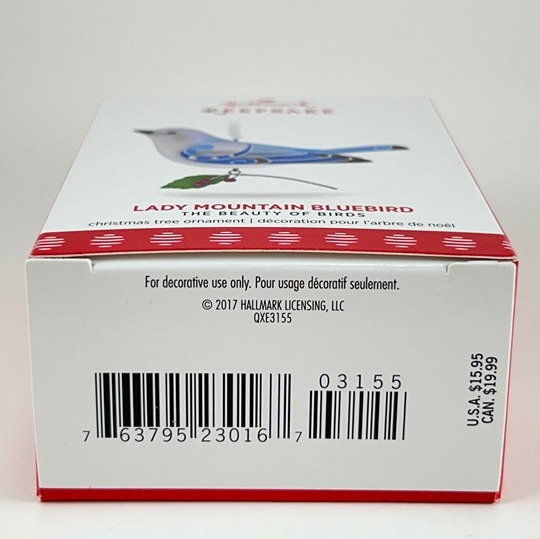 Hallmark
KEEPSAKE
LADY MOUNTAIN BLUEBIRD
THE BEAUTY OF BIRDS
christmas tree ornament | décoration pour l'arbre de noël
For decorative use only. Pour usage décoratif seulement.
© 2017 HALLMARK LICENSING, LLC
QXE3155
03155
7 63795 23016 7
U.S.A. $15.95
CAN. $19.99